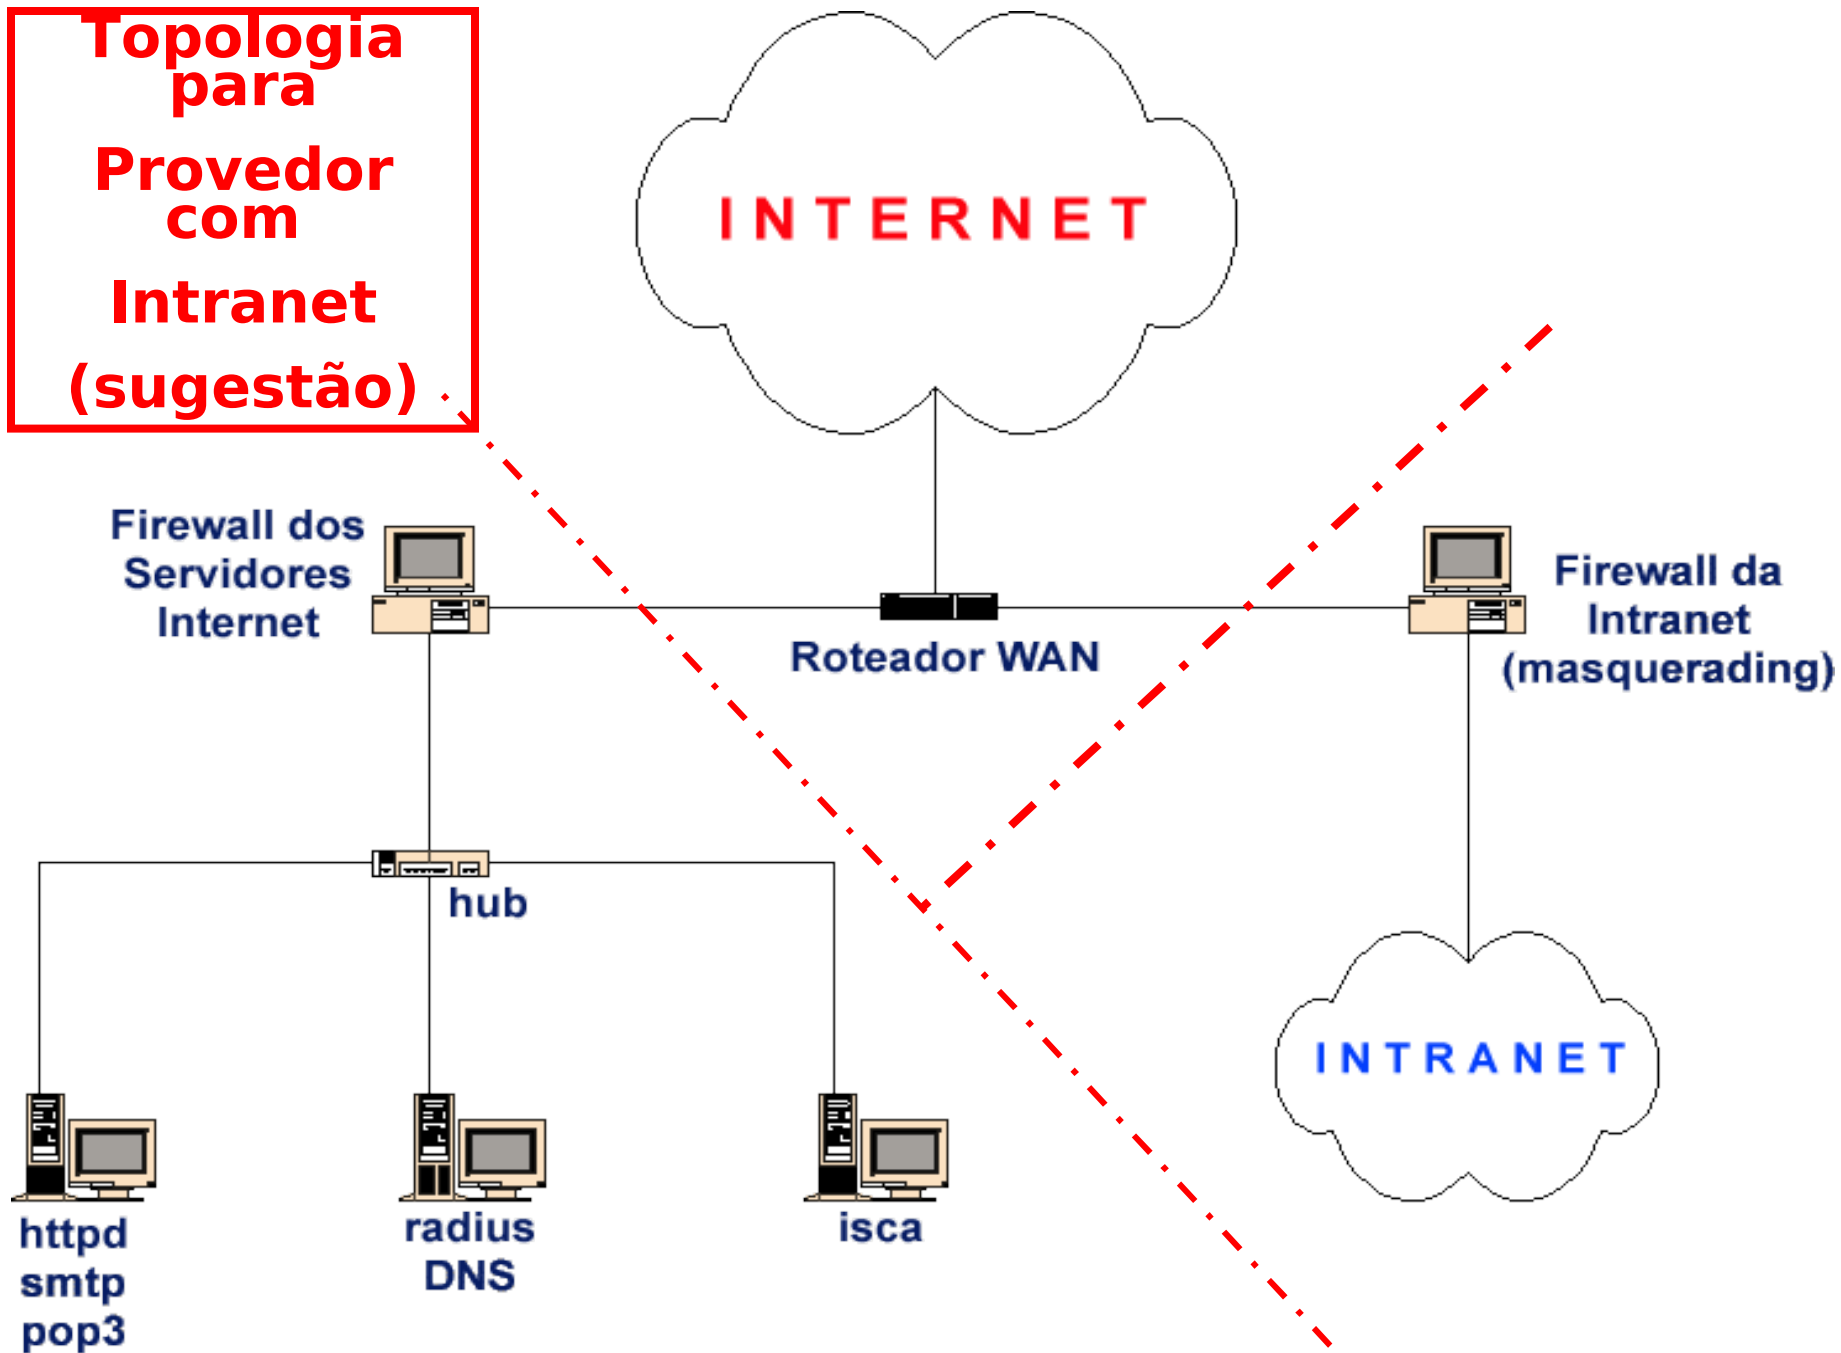 Topologia
para
Provedor
com
Intranet
(sugestão)
INTERNET
Firewall dos
Servidores
Internet
Roteador WAN
Firewall da
Intranet
(masquerading)
hub
INTRANET
httpd
smtp
pop3
radius
DNS
isca